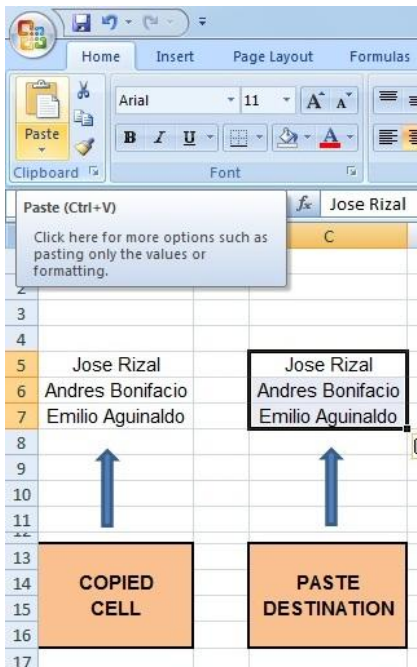 Home Insert Page Layout Formulas
Arial 11 A A
Paste B I U A
Clipboard Font
Paste (Ctrl+V)
fx Jose Rizal
Click here for more options such as
pasting only the values or
formatting.
C
3
4
5 Jose Rizal Jose Rizal
6 Andres Bonifacio Andres Bonifacio
7 Emilio Aguinaldo Emilio Aguinaldo
8
9
10
11
13
14 COPIED PASTE
15 CELL DESTINATION
16
17